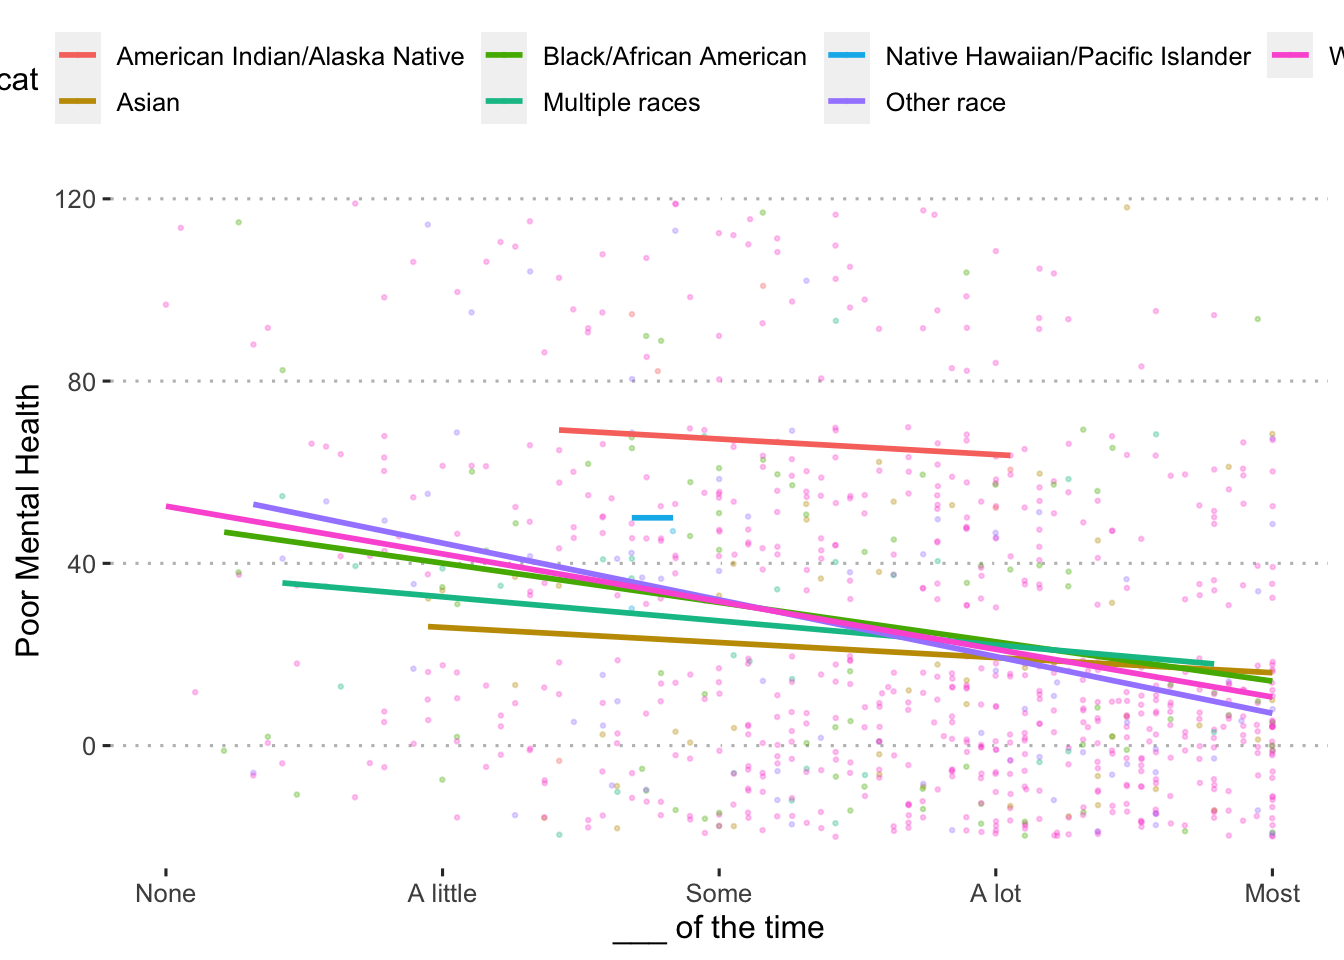 American Indian/Alaska Native Black/African American Native Hawaiian/Pacific Islander
cat
Asian Multiple races Other race
120
80
40
0
Poor Mental Health
None A little Some A lot Most
___ of the time